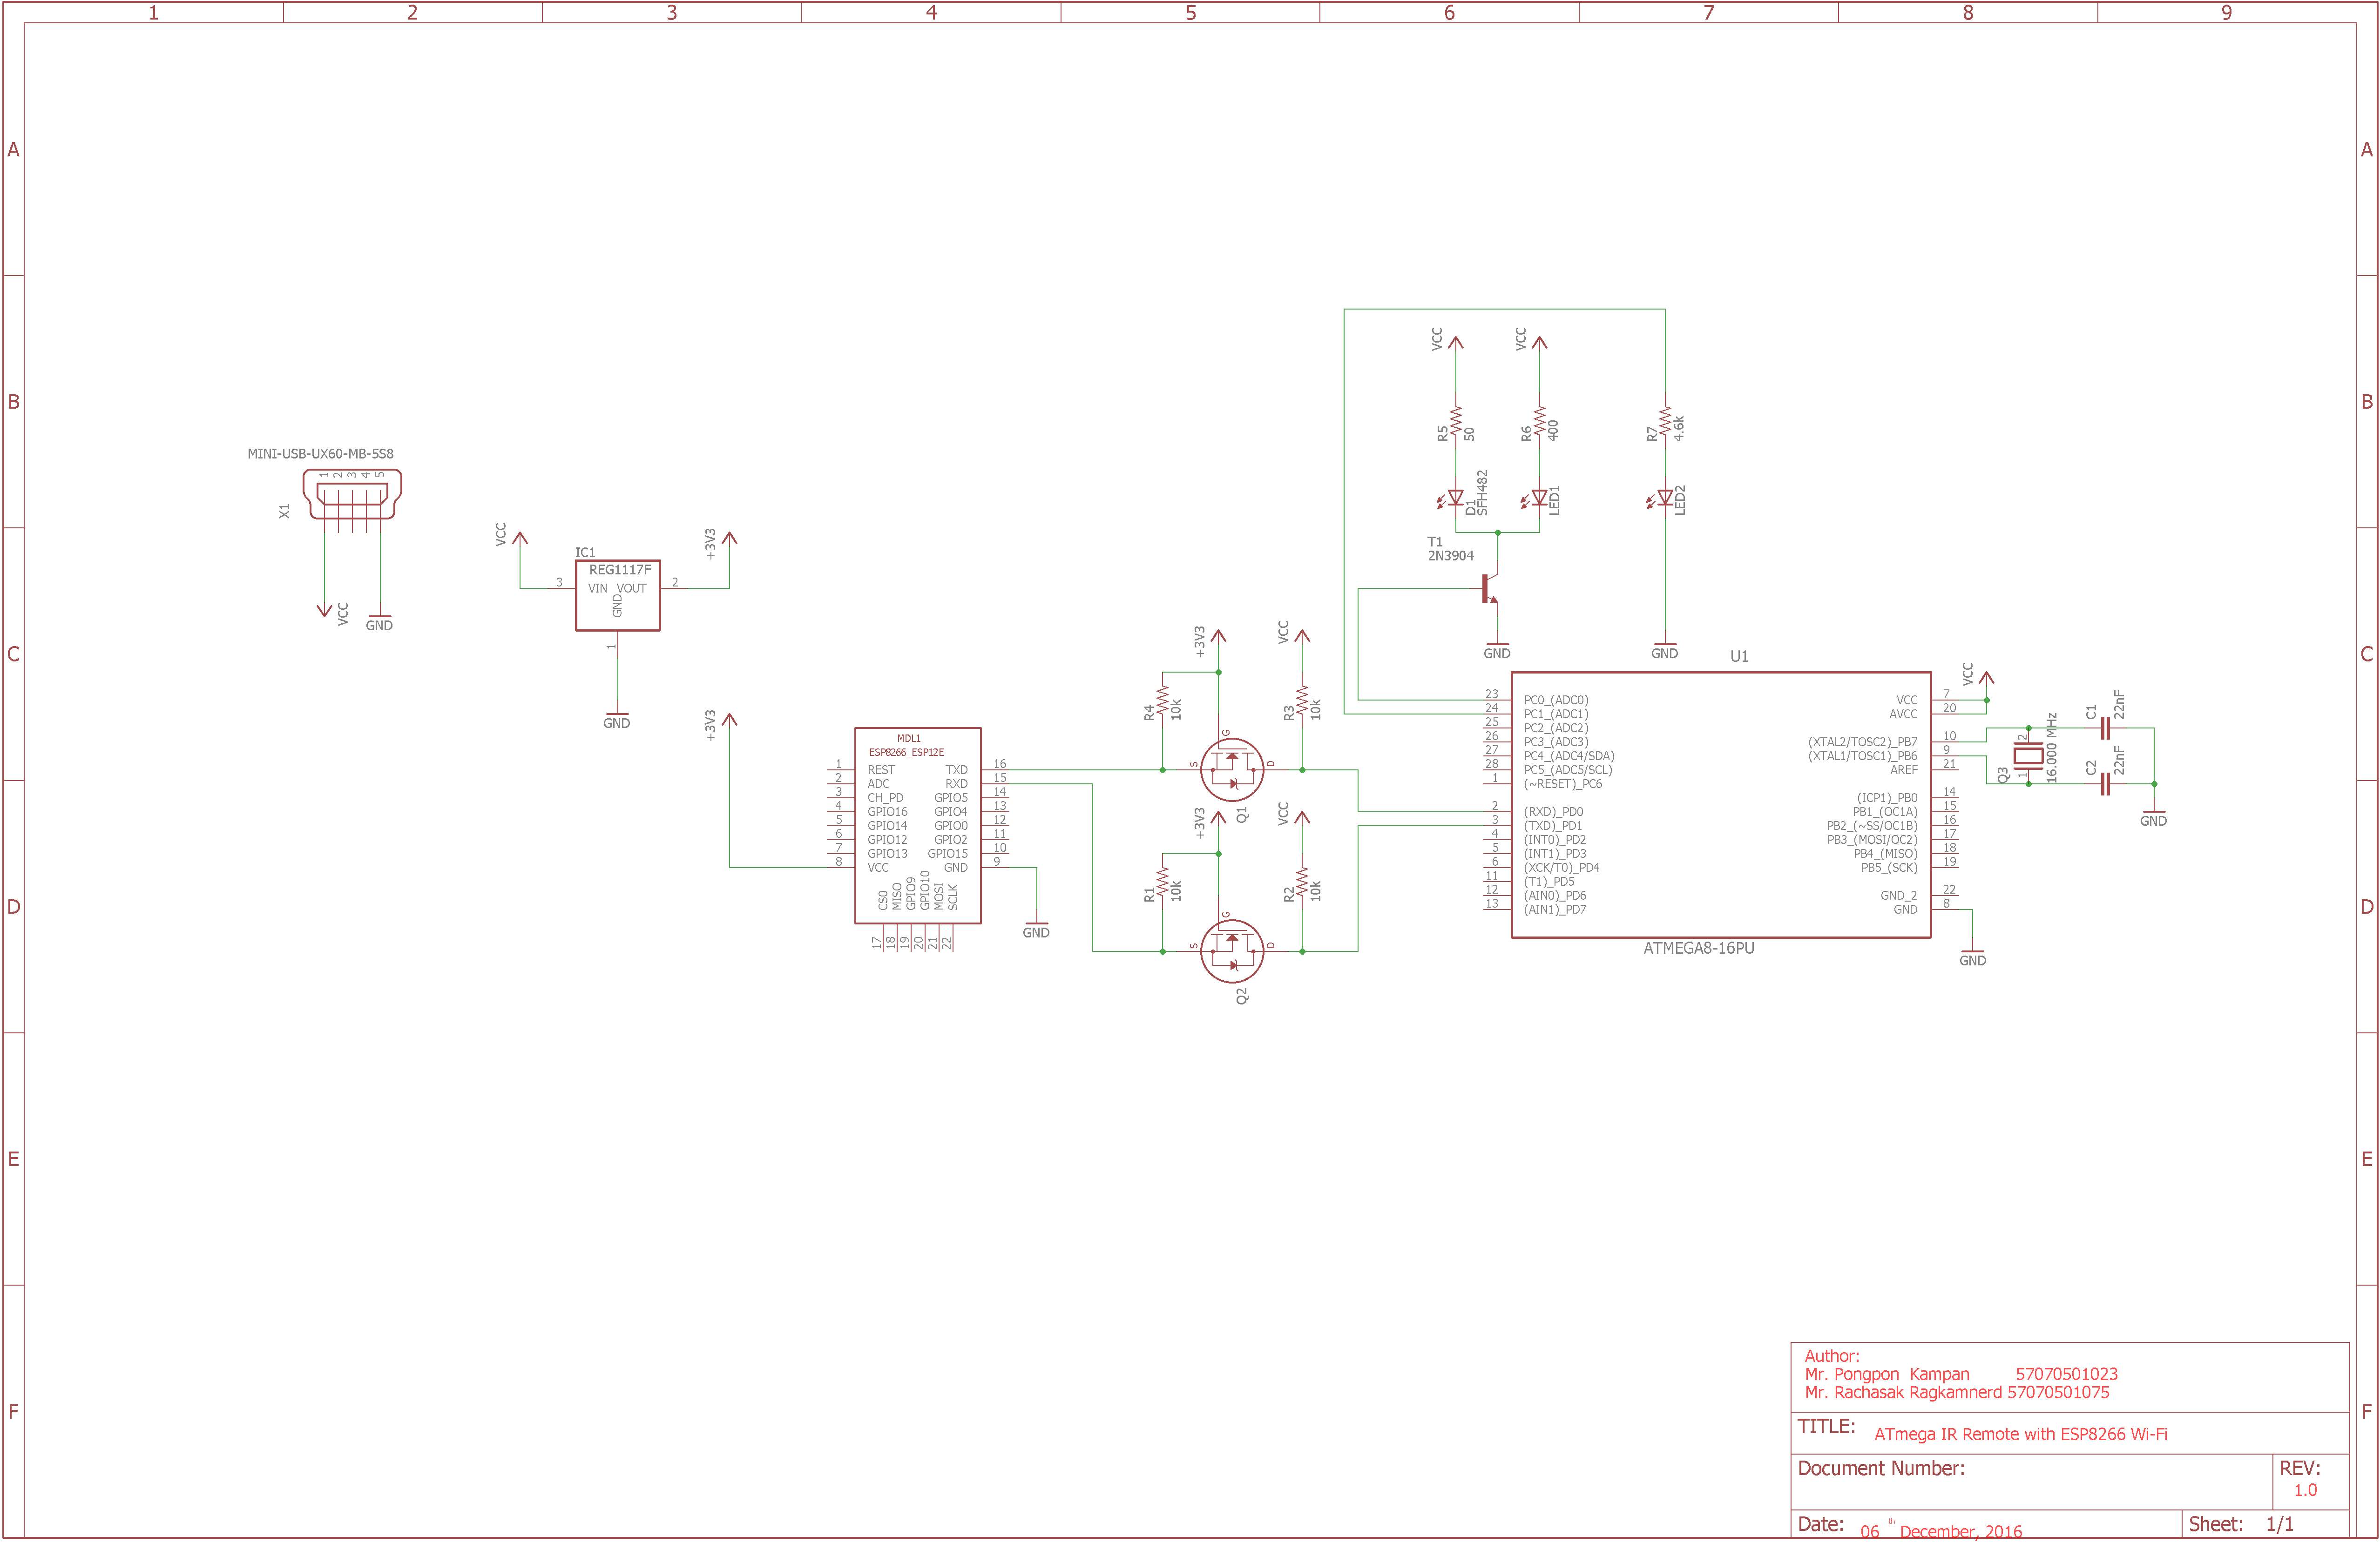 1 2 3 4 5 6 7 8 9
A A
B B
C C
D D
E E
F F
MINI-USB-UX60-MB-5S8
1 2 3 4 5
X1
VCC
GND
VCC
IC1
REG1117F
3 VIN VOUT 2
GND
1
GND
+3V3
+3V3
MDL1
ESP8266_ESP12E
1 REST TXD 16
2 ADC RXD 15
3 CH_PD GPIO5 14
4 GPIO16 GPIO4 13
5 GPIO14 GPIO0 12
6 GPIO12 GPIO2 11
7 GPIO13 GPIO15 10
8 VCC GND 9
CS0 MISO GPIO9 GPIO10 MOSI SCLK
17 18 19 20 21 22
GND
+3V3
VCC
R4
10k
R3
10k
G
S
D
Q1
+3V3
VCC
R1
10k
R2
10k
G
S
D
Q2
VCC
VCC
R5
50
R6
400
R7
4.6k
D1
SFH482
LED1
LED2
T1
2N3904
GND
GND
U1
23 PC0_(ADC0)
24 PC1_(ADC1)
25 PC2_(ADC2)
26 PC3_(ADC3)
27 PC4_(ADC4/SDA)
28 PC5_(ADC5/SCL)
1 (~RESET)_PC6
2 (RXD)_PD0
3 (TXD)_PD1
4 (INT0)_PD2
5 (INT1)_PD3
6 (XCK/T0)_PD4
11 (T1)_PD5
12 (AIN0)_PD6
13 (AIN1)_PD7
VCC 7
AVCC 20
(XTAL2/TOSC2)_PB7 10
(XTAL1/TOSC1)_PB6 9
AREF 21
(ICP1)_PB0 14
PB1_(OC1A) 15
PB2_(~SS/OC1B) 16
PB3_(MOSI/OC2) 17
PB4_(MISO) 18
PB5_(SCK) 19
GND_2 22
GND 8
ATMEGA8-16PU
VCC
2
1
Q3
16.000 MHz
C1
22nF
C2
22nF
GND
GND
Author:
Mr. Pongpon Kampan 57070501023
Mr. Rachasak Ragkamnerd 57070501075
TITLE: ATmega IR Remote with ESP8266 Wi-Fi
Document Number:
REV:
1.0
Date: 06 th December, 2016
Sheet: 1/1